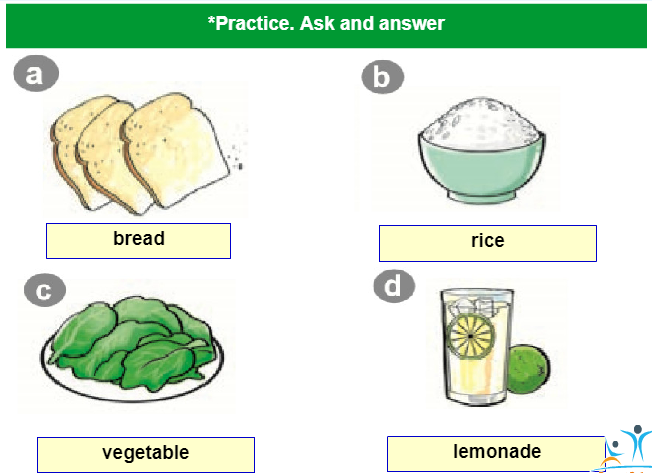 *Practice. Ask and answer
a
b
bread
rice
c
d
vegetable
lemonade